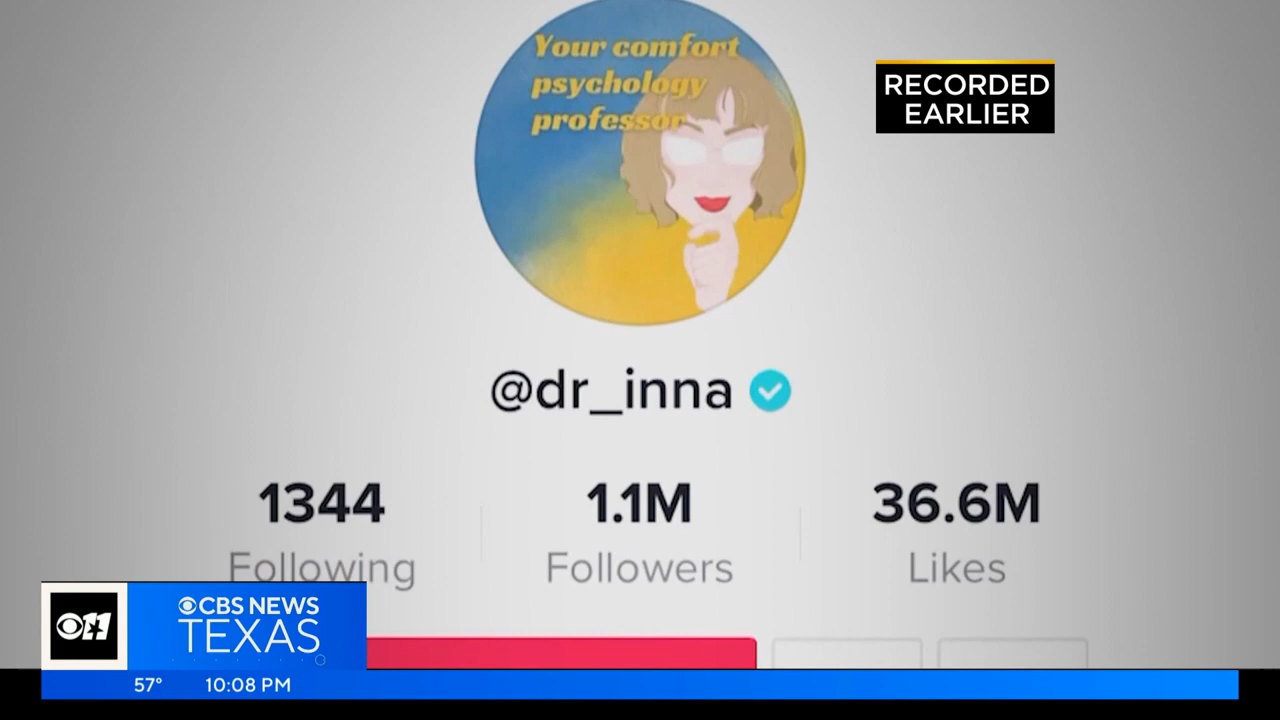 Your comfort
psychology
professor
RECORDED
EARLIER
@dr_inna
1344
1.1M
36.6M
Following
Followers
Likes
CBS NEWS
TEXAS
11
57°
10:08 PM